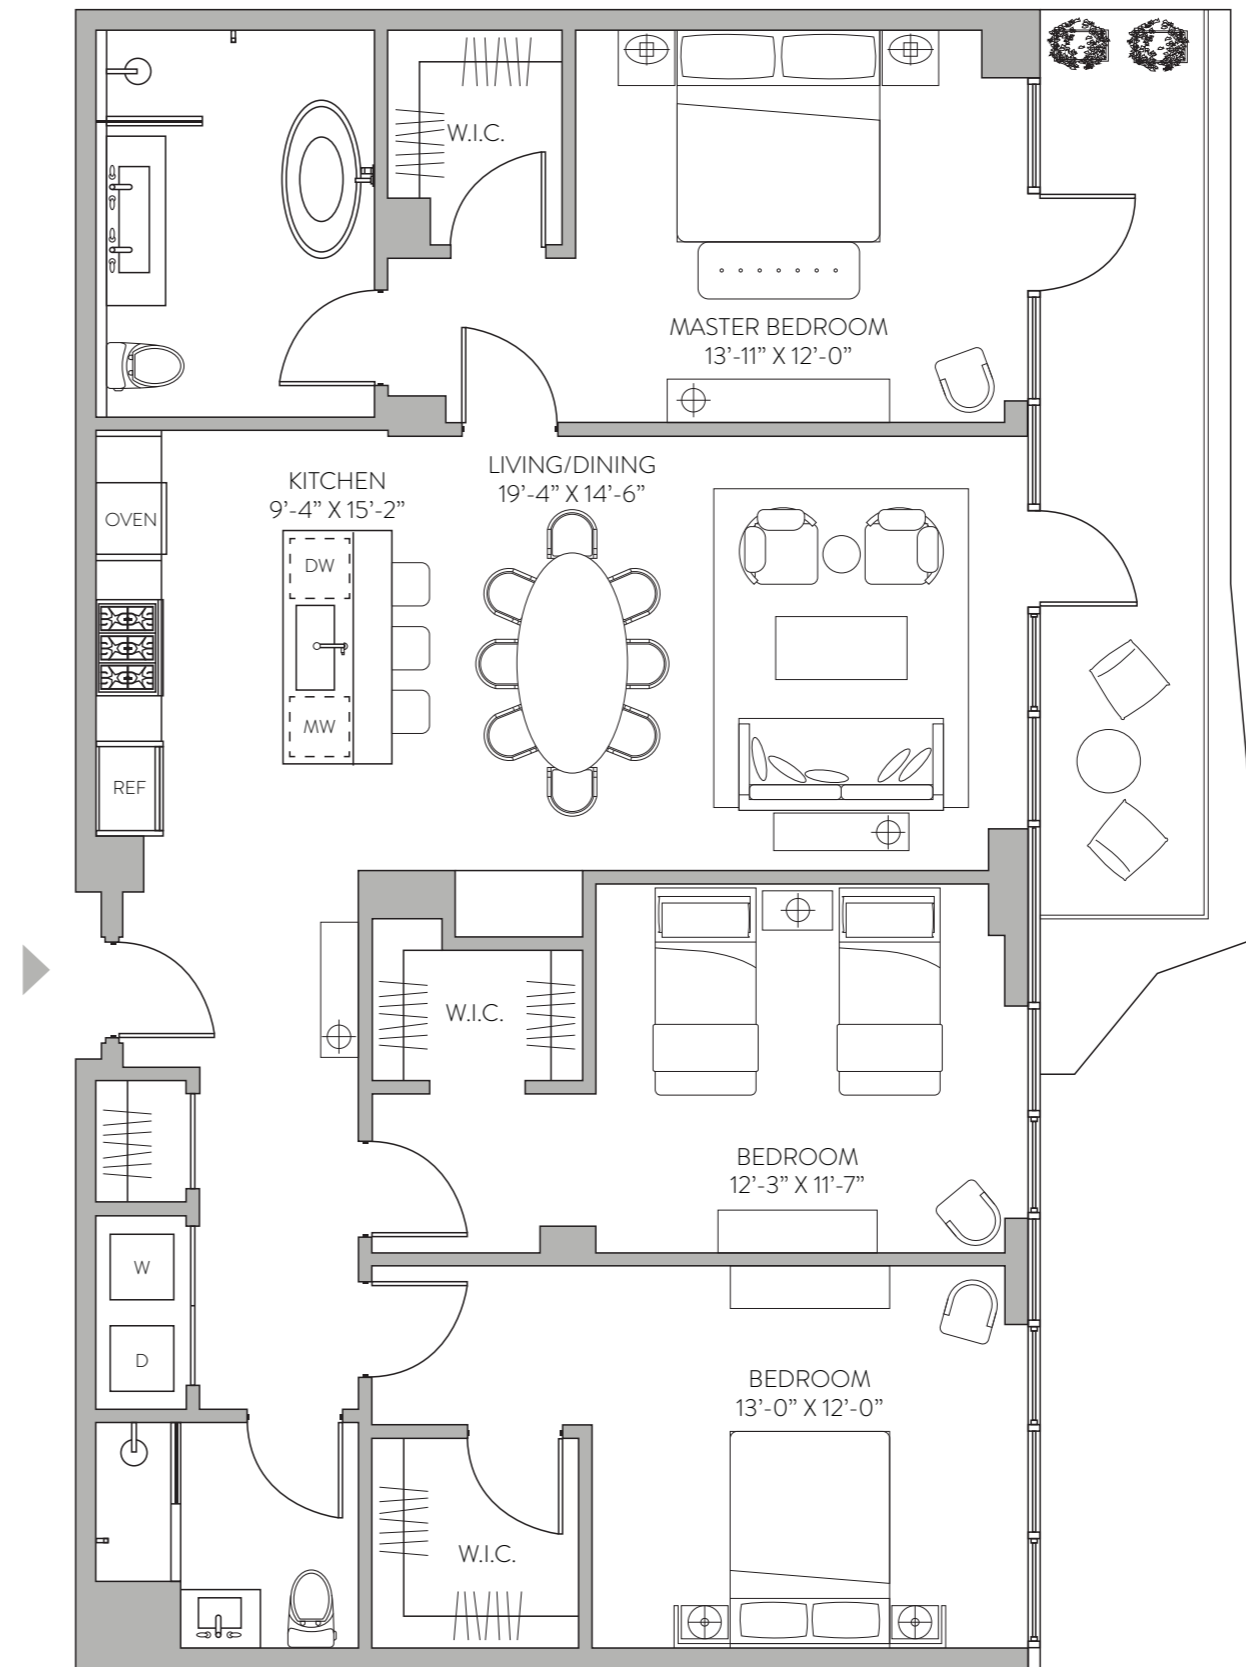 W.I.C.
MASTER BEDROOM
13'-11" X 12'-0"
KITCHEN
9'-4" X 15'-2"
LIVING/DINING
19'-4" X 14'-6"
OVEN
DW
MW
REF
W.I.C.
BEDROOM
12'-3" X 11'-7"
W
D
BEDROOM
13'-0" X 12'-0"
W.I.C.